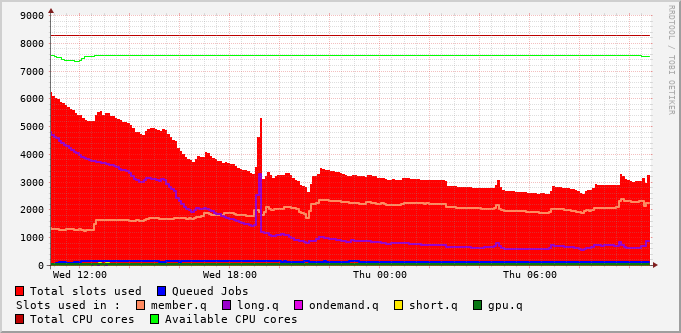 RRDTOOL / TOBI OETIKER
9000
8000
7000
6000
5000
4000
3000
2000
1000
0
Wed 12:00 Wed 18:00 Thu 00:00 Thu 06:00
Total slots used Queued Jobs
Slots used in : member.q long.q ondemand.q short.q gpu.q
Total CPU cores Available CPU cores